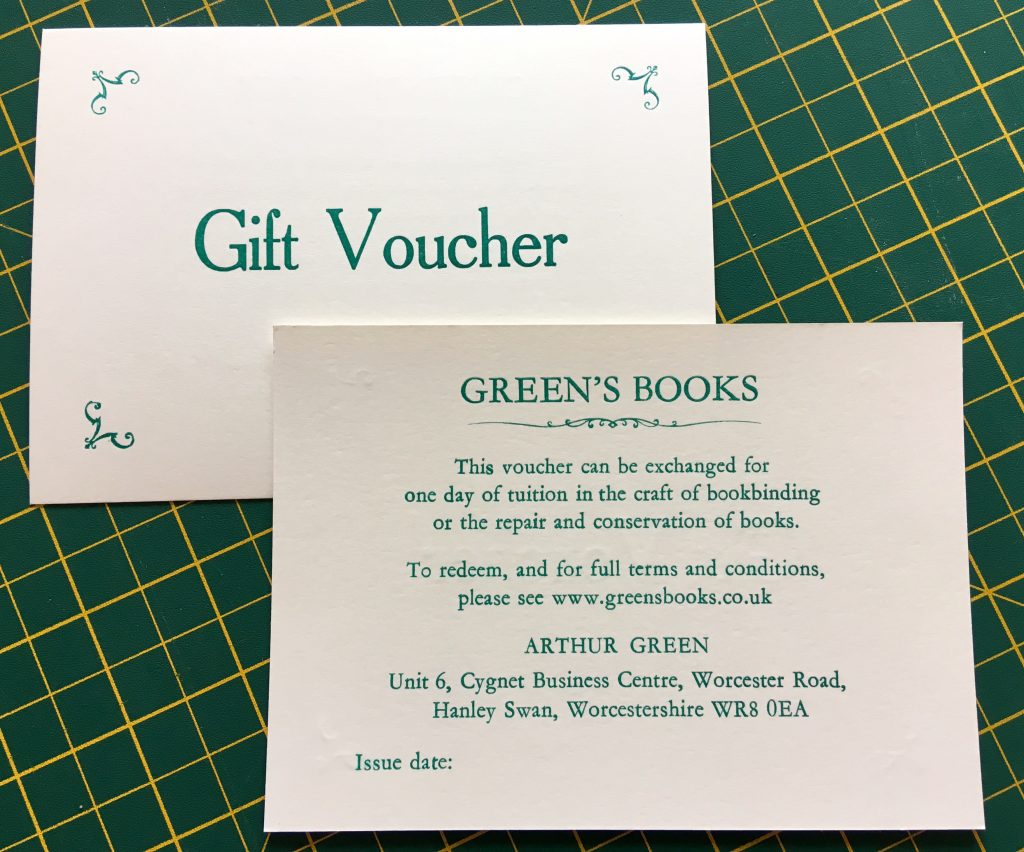 Gift Voucher
GREEN'S BOOKS
This voucher can be exchanged for
one day of tuition in the craft of bookbinding
or the repair and conservation of books.
To redeem, and for full terms and conditions,
please see www.greensbooks.co.uk
ARTHUR GREEN
Unit 6, Cygnet Business Centre, Worcester Road,
Hanley Swan, Worcestershire WR8 0EA
Issue date: